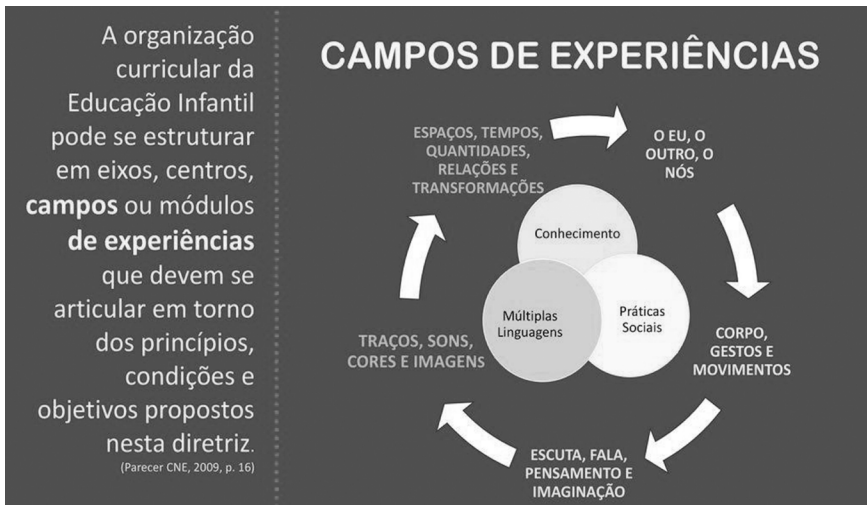 A organização
curricular da
Educação Infantil
pode se estruturar
em eixos, centros,
campos ou módulos
de experiências
que devem se
articular em torno
dos princípios,
condições e
objetivos propostos
nesta diretriz.
(Parecer CNE, 2009, p. 16)
CAMPOS DE EXPERIÊNCIAS
ESPAÇOS, TEMPOS,
QUANTIDADES,
RELAÇÕES E
TRANSFORMAÇÕES
O EU, O
OUTRO, O
NÓS
CORPO,
GESTOS E
MOVIMENTOS
ESCUTA, FALA,
PENSAMENTO E
IMAGINAÇÃO
TRAÇOS, SONS,
CORES E IMAGENS
Conhecimento
Múltiplas
Linguagens
Práticas
Sociais